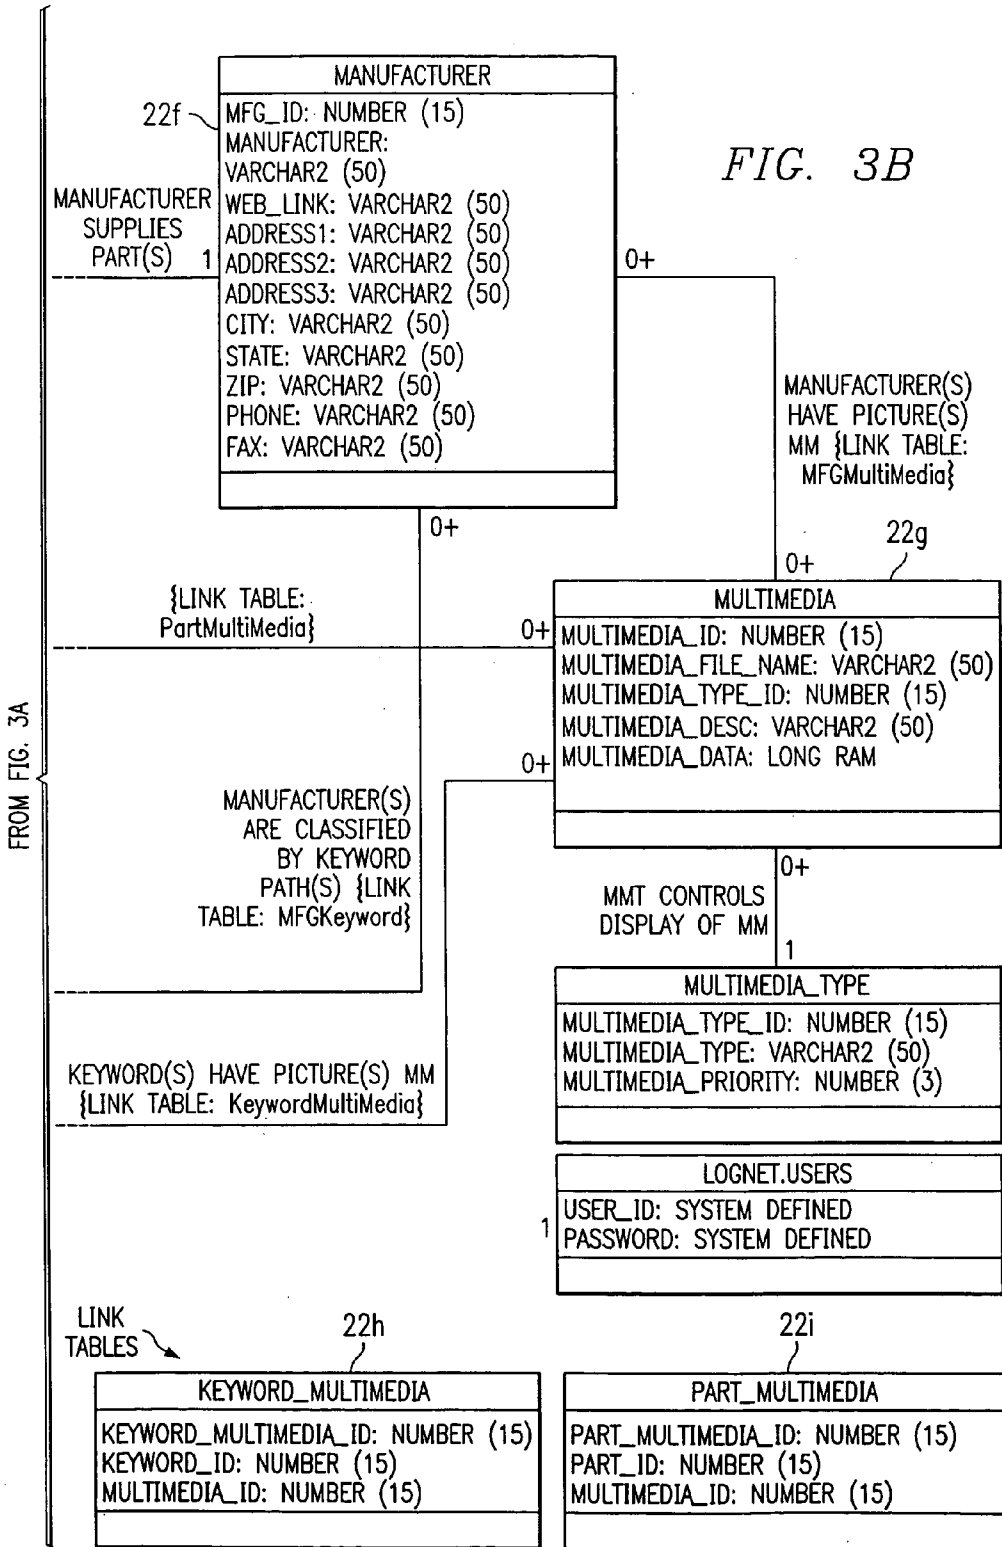 FIG. 3B
FROM FIG. 3A
MANUFACTURER
22f
MFG_ID: NUMBER (15)
MANUFACTURER:
VARCHAR2 (50)
WEB_LINK: VARCHAR2 (50)
ADDRESS1: VARCHAR2 (50)
ADDRESS2: VARCHAR2 (50)
ADDRESS3: VARCHAR2 (50)
CITY: VARCHAR2 (50)
STATE: VARCHAR2 (50)
ZIP: VARCHAR2 (50)
PHONE: VARCHAR2 (50)
FAX: VARCHAR2 (50)
MANUFACTURER
SUPPLIES
PART(S)
1
0+
MANUFACTURER(S)
HAVE PICTURE(S)
MM {LINK TABLE:
MFGMultiMedia}
0+
0+
22g
{LINK TABLE:
PartMultiMedia}
0+
MULTIMEDIA
MULTIMEDIA_ID: NUMBER (15)
MULTIMEDIA_FILE_NAME: VARCHAR2 (50)
MULTIMEDIA_TYPE_ID: NUMBER (15)
MULTIMEDIA_DESC: VARCHAR2 (50)
MULTIMEDIA_DATA: LONG RAM
0+
MANUFACTURER(S)
ARE CLASSIFIED
BY KEYWORD
PATH(S) {LINK
TABLE: MFGKeyword}
0+
MMT CONTROLS
DISPLAY OF MM
1
MULTIMEDIA_TYPE
MULTIMEDIA_TYPE_ID: NUMBER (15)
MULTIMEDIA_TYPE: VARCHAR2 (50)
MULTIMEDIA_PRIORITY: NUMBER (3)
KEYWORD(S) HAVE PICTURE(S) MM
{LINK TABLE: KeywordMultiMedia}
LOGNET.USERS
1
USER_ID: SYSTEM DEFINED
PASSWORD: SYSTEM DEFINED
LINK
TABLES
22h
KEYWORD_MULTIMEDIA
KEYWORD_MULTIMEDIA_ID: NUMBER (15)
KEYWORD_ID: NUMBER (15)
MULTIMEDIA_ID: NUMBER (15)
22i
PART_MULTIMEDIA
PART_MULTIMEDIA_ID: NUMBER (15)
PART_ID: NUMBER (15)
MULTIMEDIA_ID: NUMBER (15)